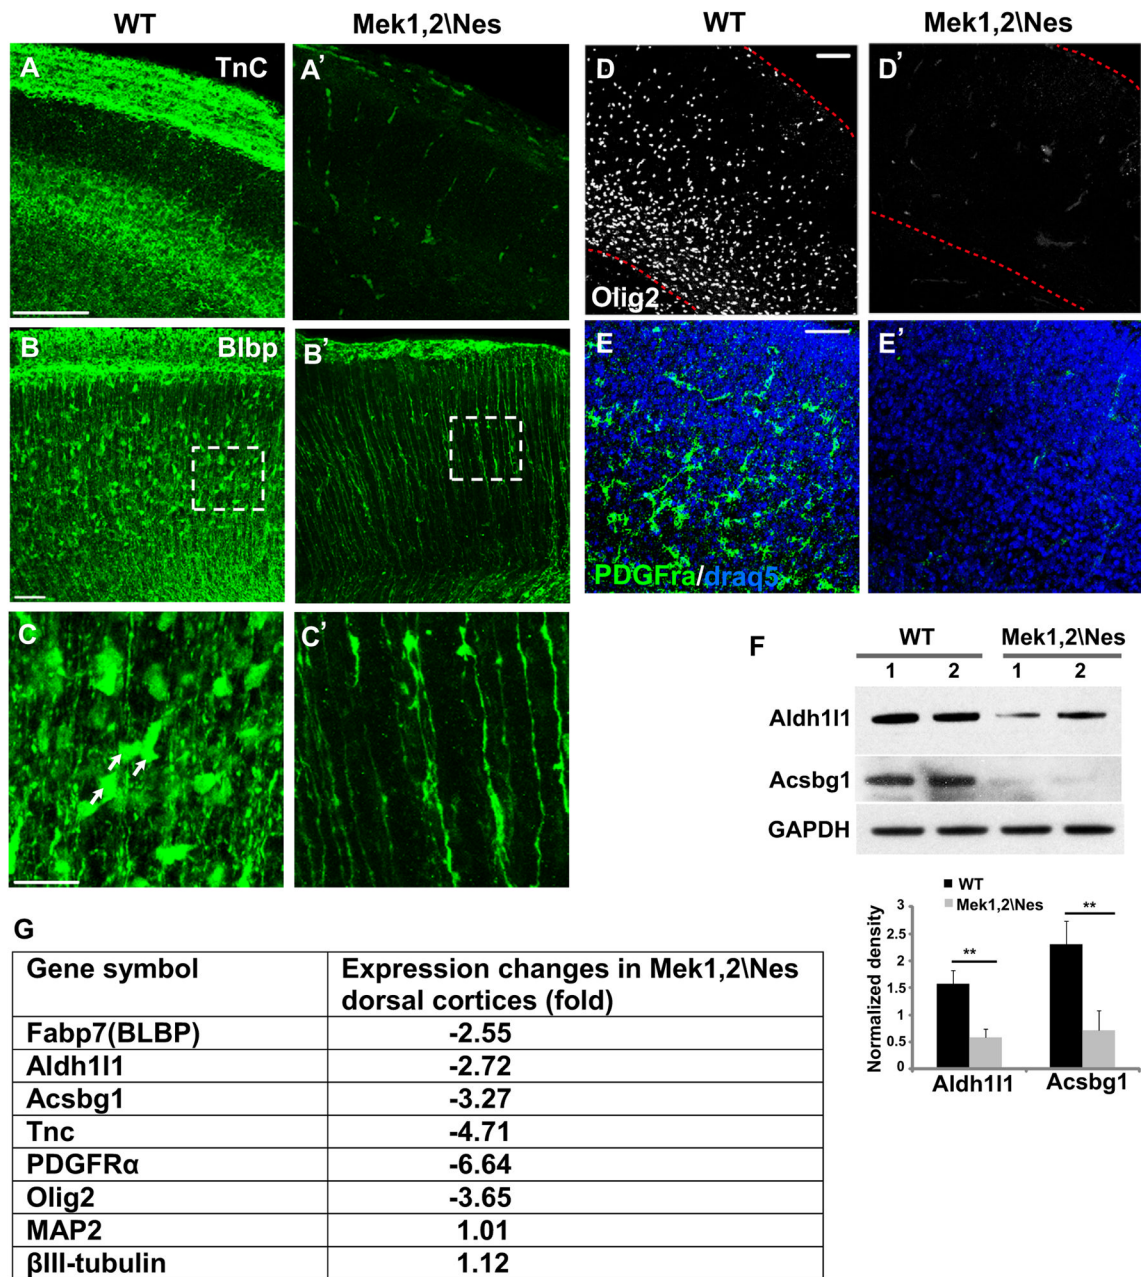 WT
Mek1,2\Nes
WT
Mek1,2\Nes
A
TnC
A'
D
Olig2
D'
B
Blbp
B'
E
PDGFra/draq5
E'
C
C'
F
WT
Mek1,2\Nes
1 2 1 2
Aldh1l1
Acsbg1
GAPDH
WT
Mek1,2\Nes
Normalized density
3
2.5
2
1.5
1
0.5
0
**
**
Aldh1l1
Acsbg1
G
Gene symbol
Expression changes in Mek1,2\Nes
dorsal cortices (fold)
Fabp7(BLBP) -2.55
Aldh1l1 -2.72
Acsbg1 -3.27
Tnc -4.71
PDGFRα -6.64
Olig2 -3.65
MAP2 1.01
βIII-tubulin 1.12